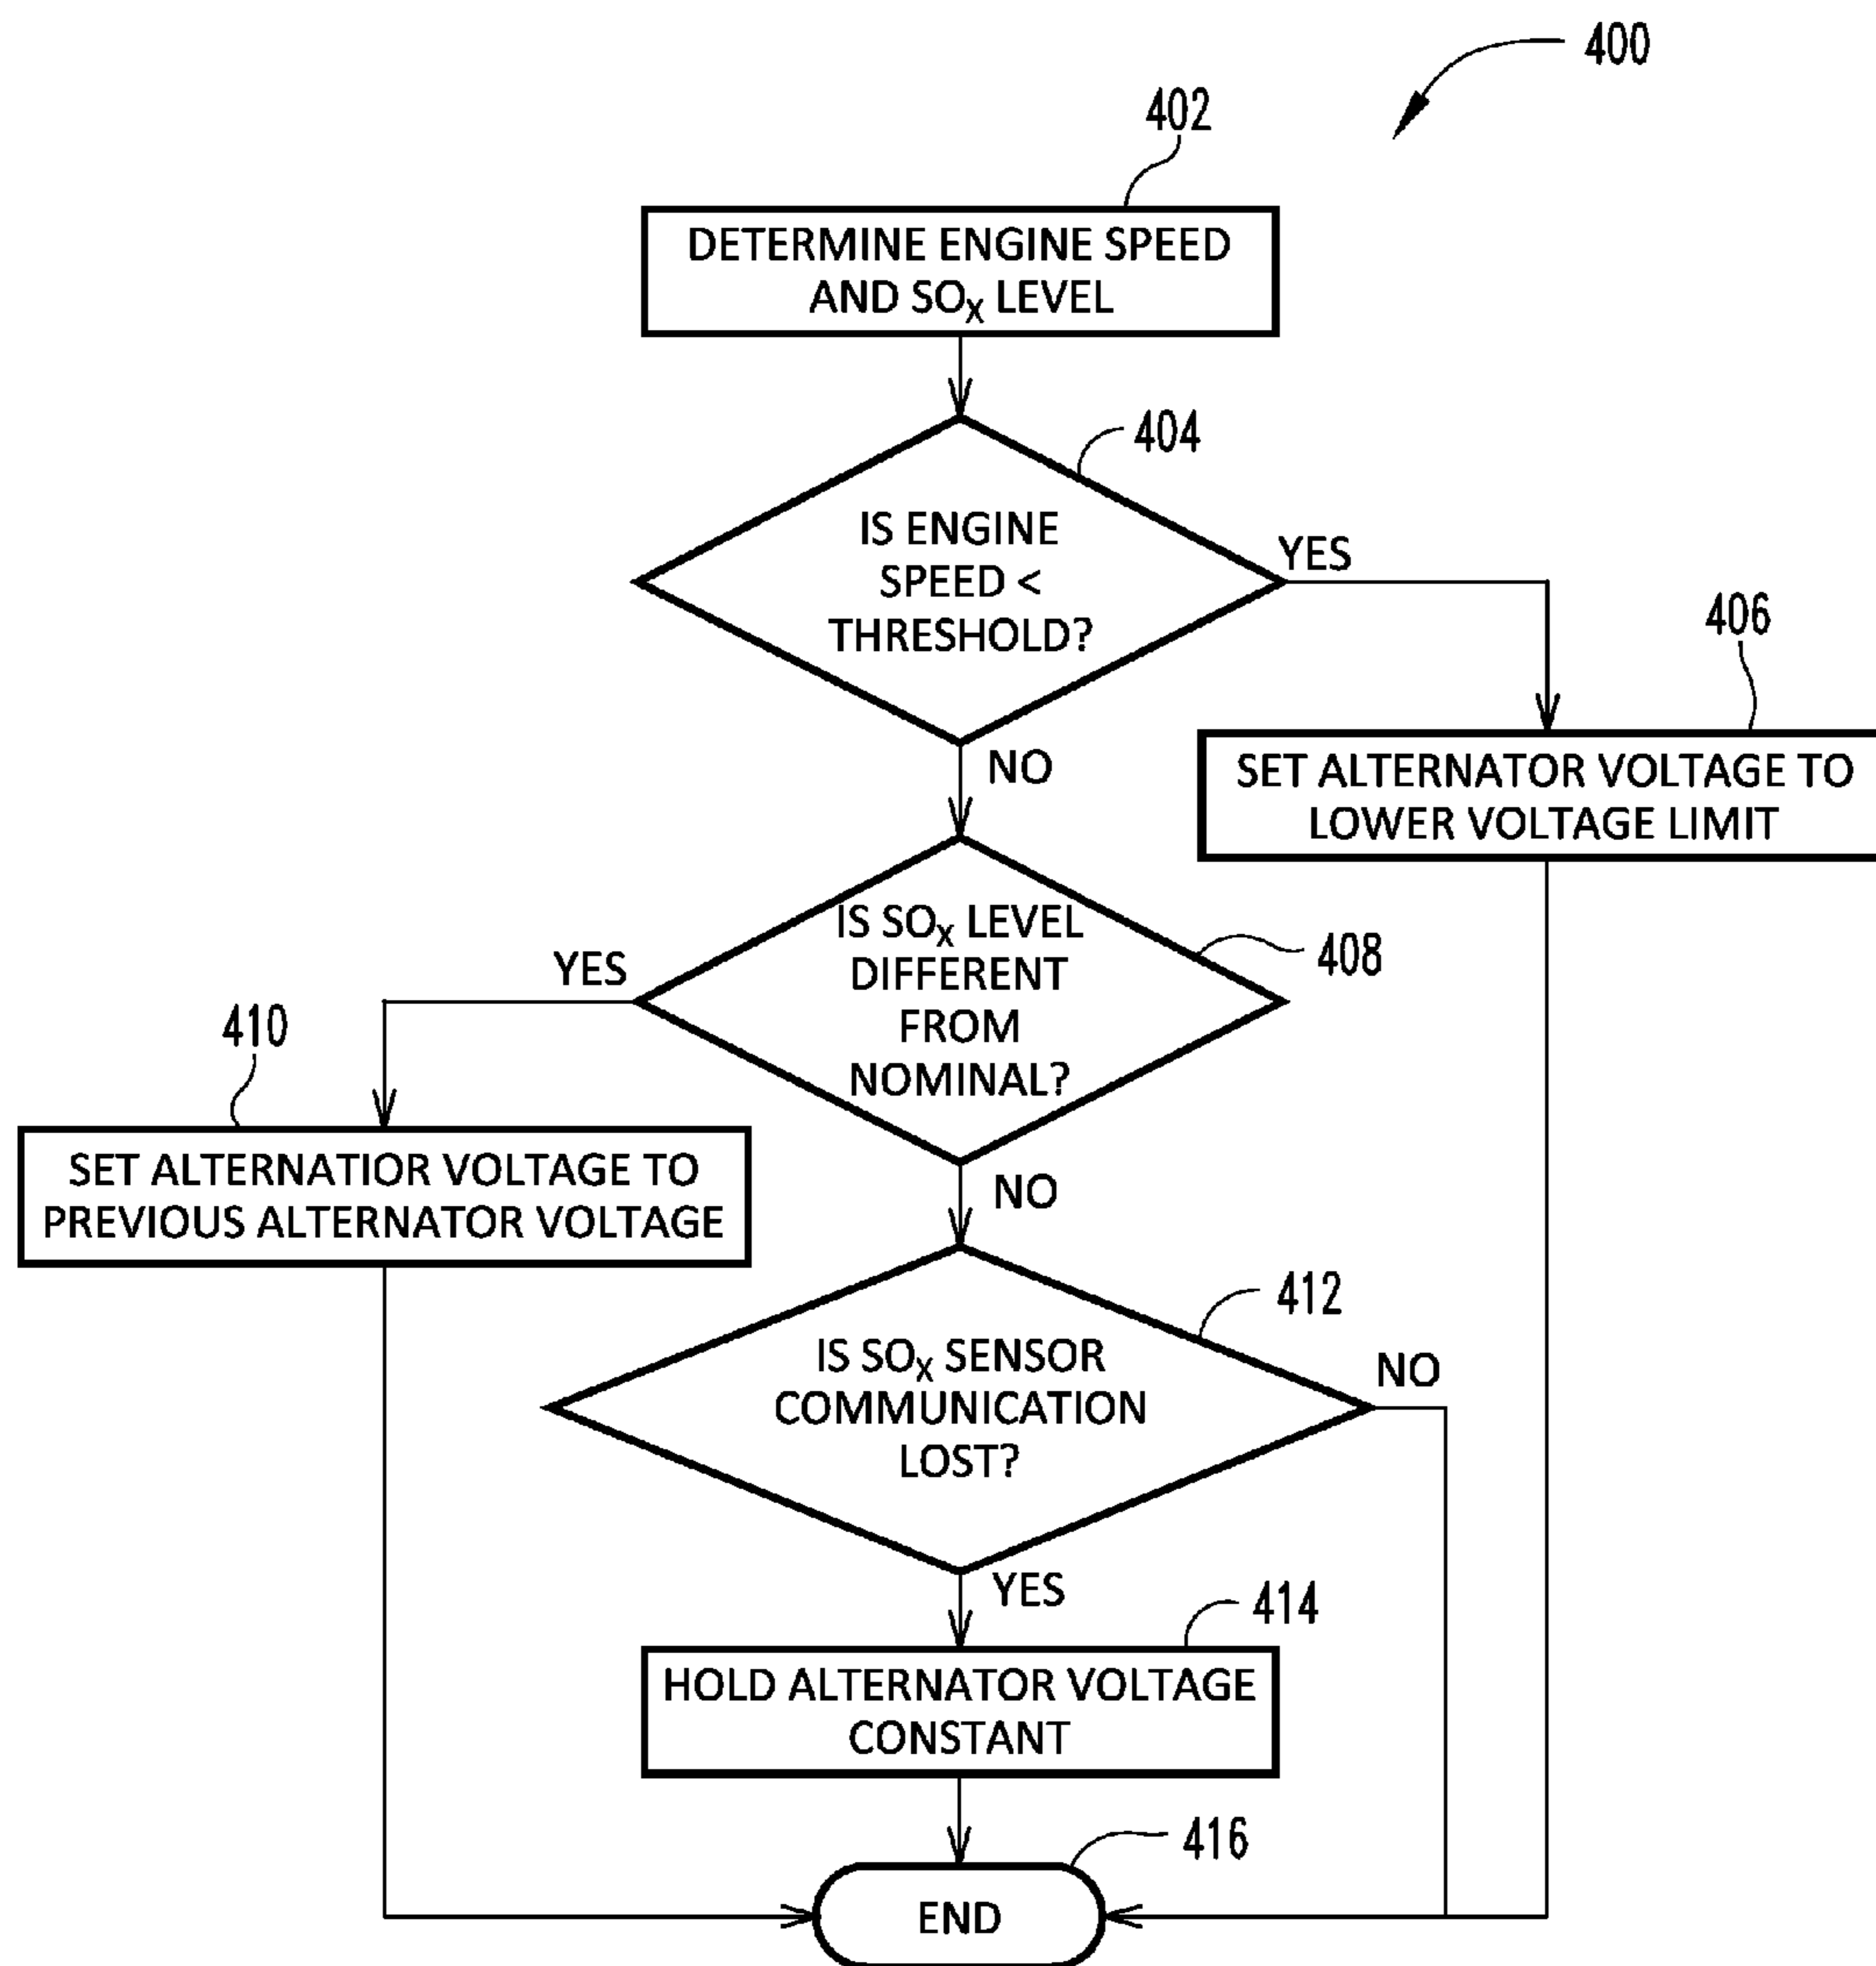 400
402
DETERMINE ENGINE SPEED
AND SOX LEVEL
404
IS ENGINE
SPEED <
THRESHOLD?
YES
406
NO
SET ALTERNATOR VOLTAGE TO
LOWER VOLTAGE LIMIT
IS SOX LEVEL
DIFFERENT
FROM
NOMINAL?
408
YES
410
SET ALTERNATIOR VOLTAGE TO
PREVIOUS ALTERNATOR VOLTAGE
NO
412
IS SOX SENSOR
COMMUNICATION
LOST?
NO
YES
414
HOLD ALTERNATOR VOLTAGE
CONSTANT
416
END